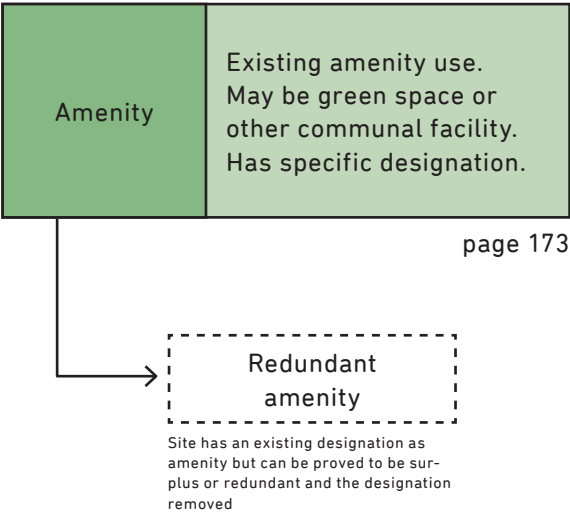 Amenity
Existing amenity use.
May be green space or
other communal facility.
Has specific designation.
page 173
Redundant
amenity
Site has an existing designation as
amenity but can be proved to be sur-
plus or redundant and the designation
removed